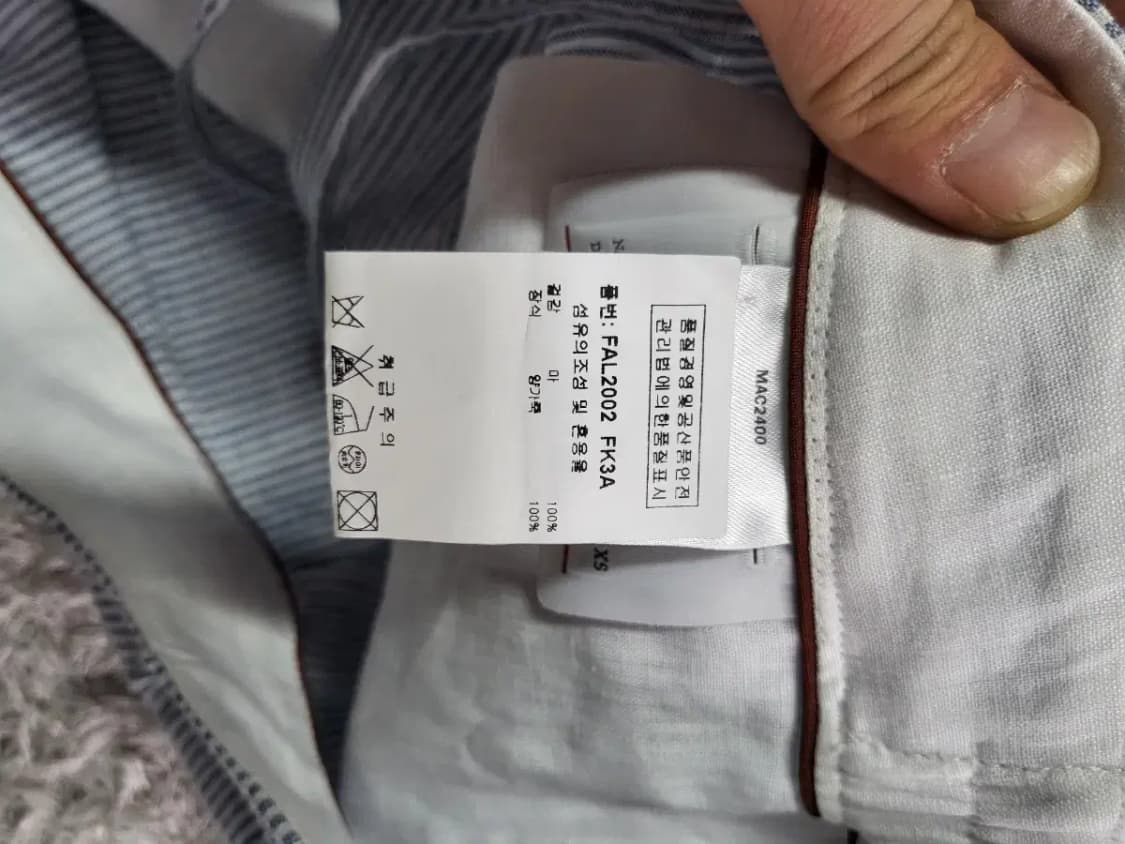 MAC2400
품질경영및공산품안전
관리법에의한품질표시
품번: FAL2002 FK3A
섬유의조성 및 혼용율
겉감 마 100%
장식 양가죽 100%
취급주의
XS